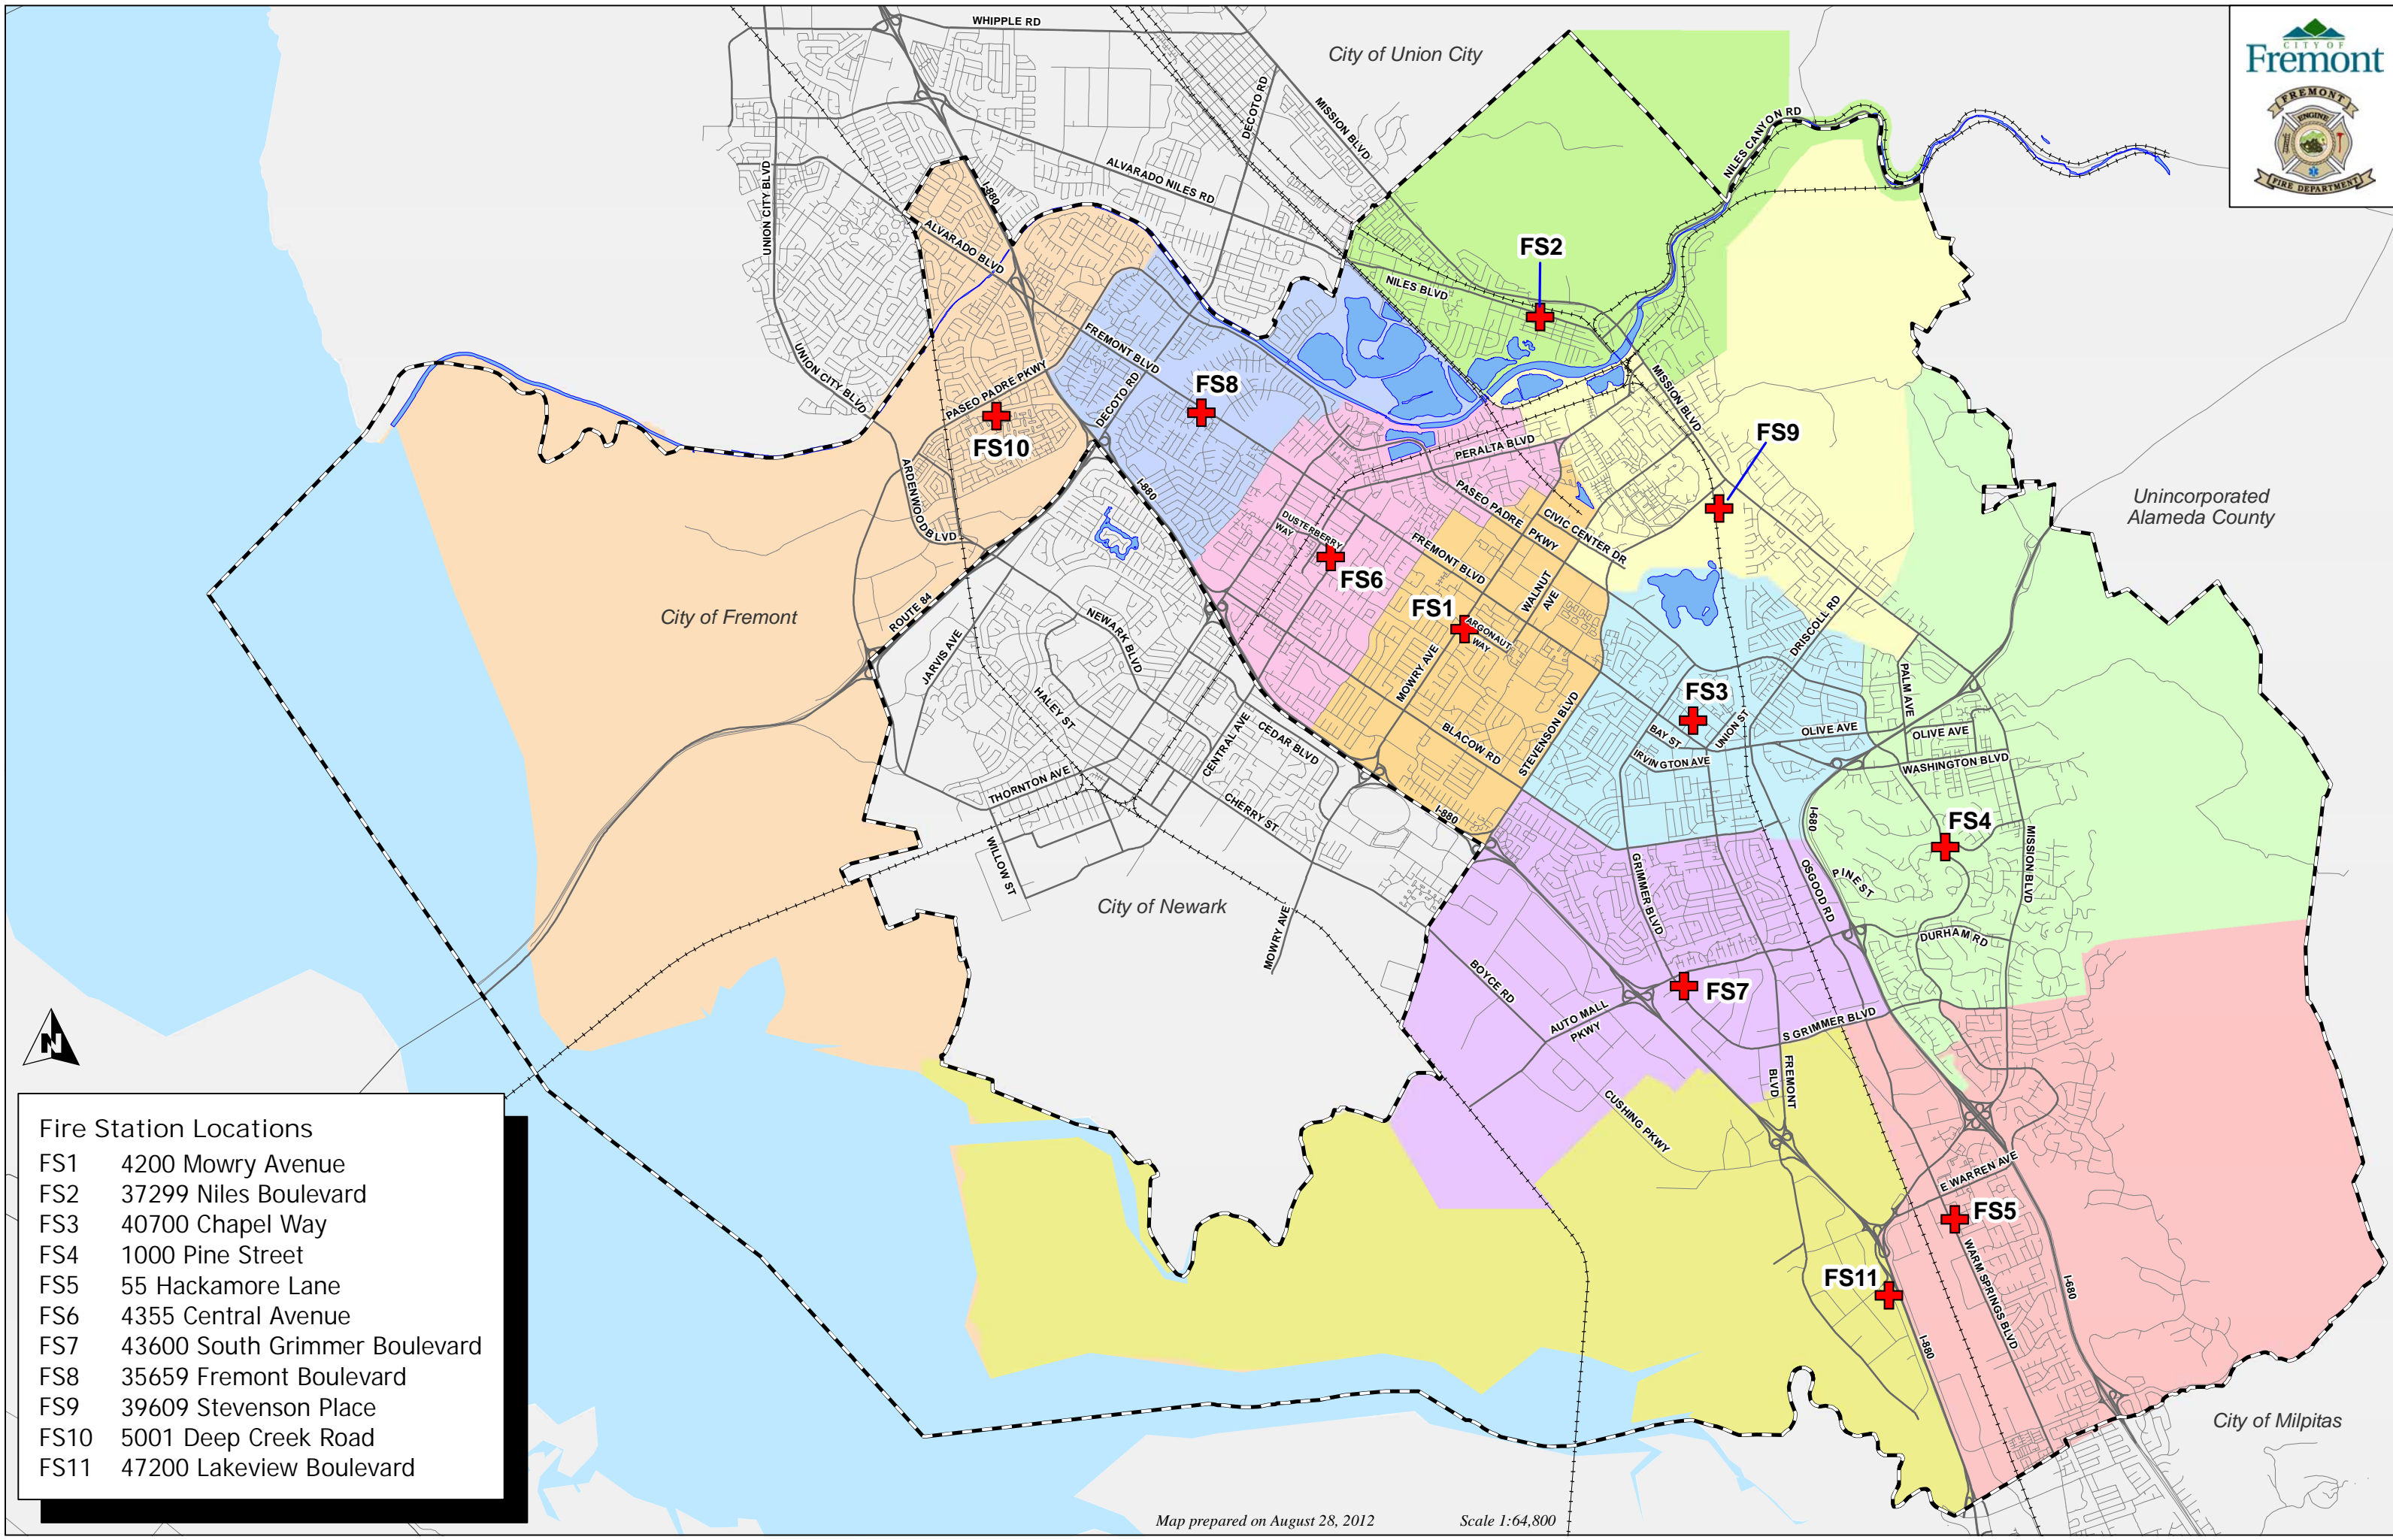 WHIPPLE RD
City of Union City
CITY OF
Fremont
FREMONT
ENGINE
FIRE DEPARTMENT
DECOTO RD
MISSION BLVD
NILES CANYON RD
UNION CITY BLVD
ALVARADO NILES RD
I-880
ALVARADO BLVD
FS2
NILES BLVD
FREMONT BLVD
UNION CITY BLVD
PASEO PADRE PKWY
DECOTO RD
FS8
MISSION BLVD
FS10
FS9
PERALTA BLVD
ARDENWOOD BLVD
I-880
PASEO PADRE PKWY
CIVIC CENTER DR
Unincorporated
Alameda County
DUSTERBERRY
WAY
FREMONT BLVD
FS6
WALNUT
AVE
City of Fremont
ROUTE 84
FS1
ARGONAUT
WAY
DRISCOLL RD
JARVIS AVE
NEWARK BLVD
MOWRY AVE
PALM AVE
HALEY ST
FS3
STEVENSON BLVD
CENTRAL AVE
CEDAR BLVD
BLACOW RD
BAY ST
UNION ST
OLIVE AVE
OLIVE AVE
IRVINGTON AVE
WASHINGTON BLVD
THORNTON AVE
CHERRY ST
I-880
I-680
FS4
WILLOW ST
GRIMMER BLVD
OSGOOD RD
PINE ST
MISSION BLVD
City of Newark
MOWRY AVE
DURHAM RD
BOYCE RD
FS7
AUTO MALL
PKWY
S GRIMMER BLVD
N
FREMONT
BLVD
CUSHING PKWY
E WARREN AVE
FS5
WARM SPRINGS BLVD
FS11
I-680
I-880
City of Milpitas
Fire Station Locations
FS1 4200 Mowry Avenue
FS2 37299 Niles Boulevard
FS3 40700 Chapel Way
FS4 1000 Pine Street
FS5 55 Hackamore Lane
FS6 4355 Central Avenue
FS7 43600 South Grimmer Boulevard
FS8 35659 Fremont Boulevard
FS9 39609 Stevenson Place
FS10 5001 Deep Creek Road
FS11 47200 Lakeview Boulevard
Map prepared on August 28, 2012 Scale 1:64,800